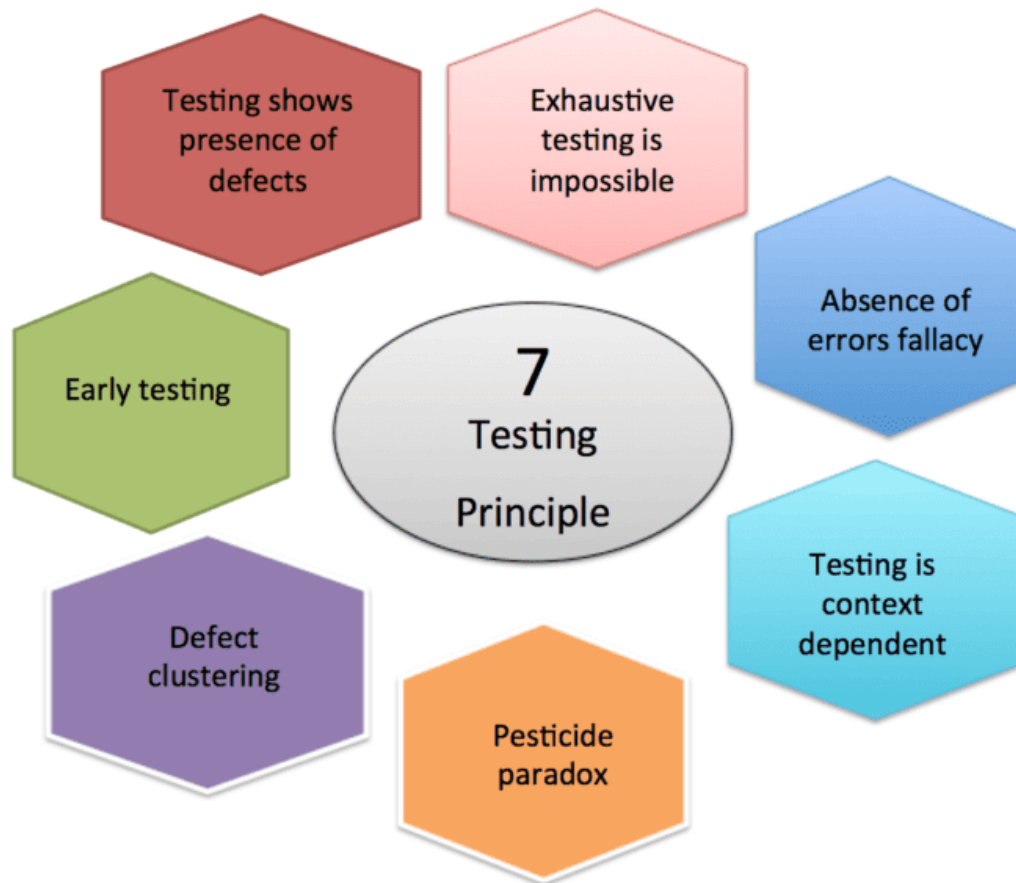 Testing shows
presence of
defects
Exhaustive
testing is
impossible
Absence of
errors fallacy
Early testing
7
Testing
Principle
Testing is
context
dependent
Defect
clustering
Pesticide
paradox